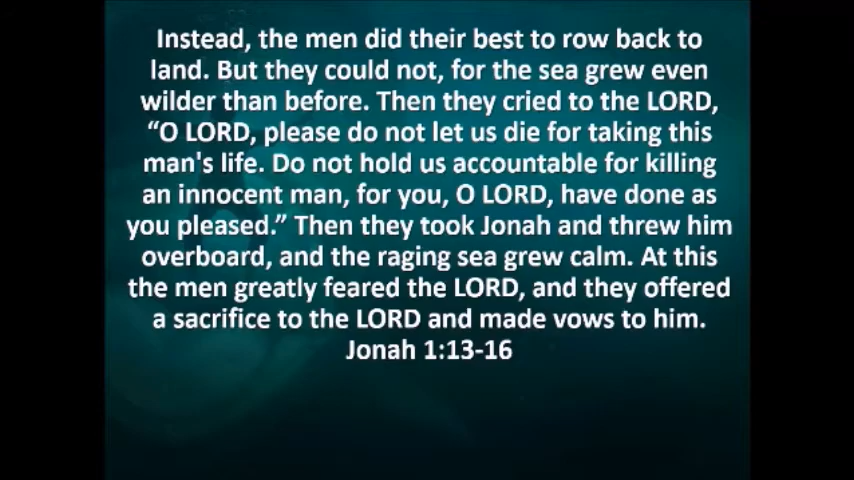 Instead, the men did their best to row back to
land. But they could not, for the sea grew even
wilder than before. Then they cried to the LORD,
“O LORD, please do not let us die for taking this
man's life. Do not hold us accountable for killing
an innocent man, for you, O LORD, have done as
you pleased.” Then they took Jonah and threw him
overboard, and the raging sea grew calm. At this
the men greatly feared the LORD, and they offered
a sacrifice to the LORD and made vows to him.
Jonah 1:13-16